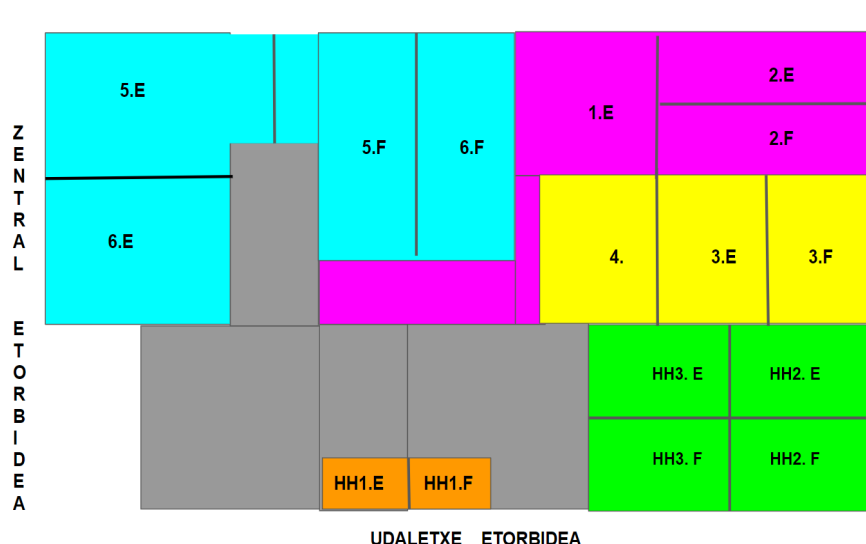 ZENTRAL ETORBIDEA
5.E
6.E
5.F
6.F
1.E
2.E
2.F
4.
3.E
3.F
HH3. E
HH2. E
HH3. F
HH2. F
HH1.E
HH1.F
UDALETXE ETORBIDEA